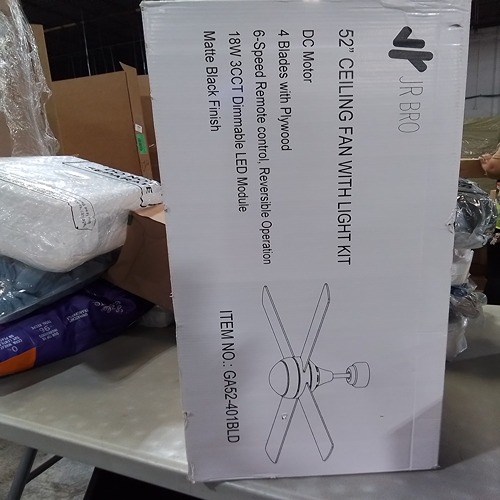 JR BRO
52" CEILING FAN WITH LIGHT KIT
DC Motor
4 Blades with Plywood
6-Speed Remote control, Reversible Operation
18W 3CCT Dimmable LED Module
Matte Black Finish
ITEM NO.: GA52-401BLD